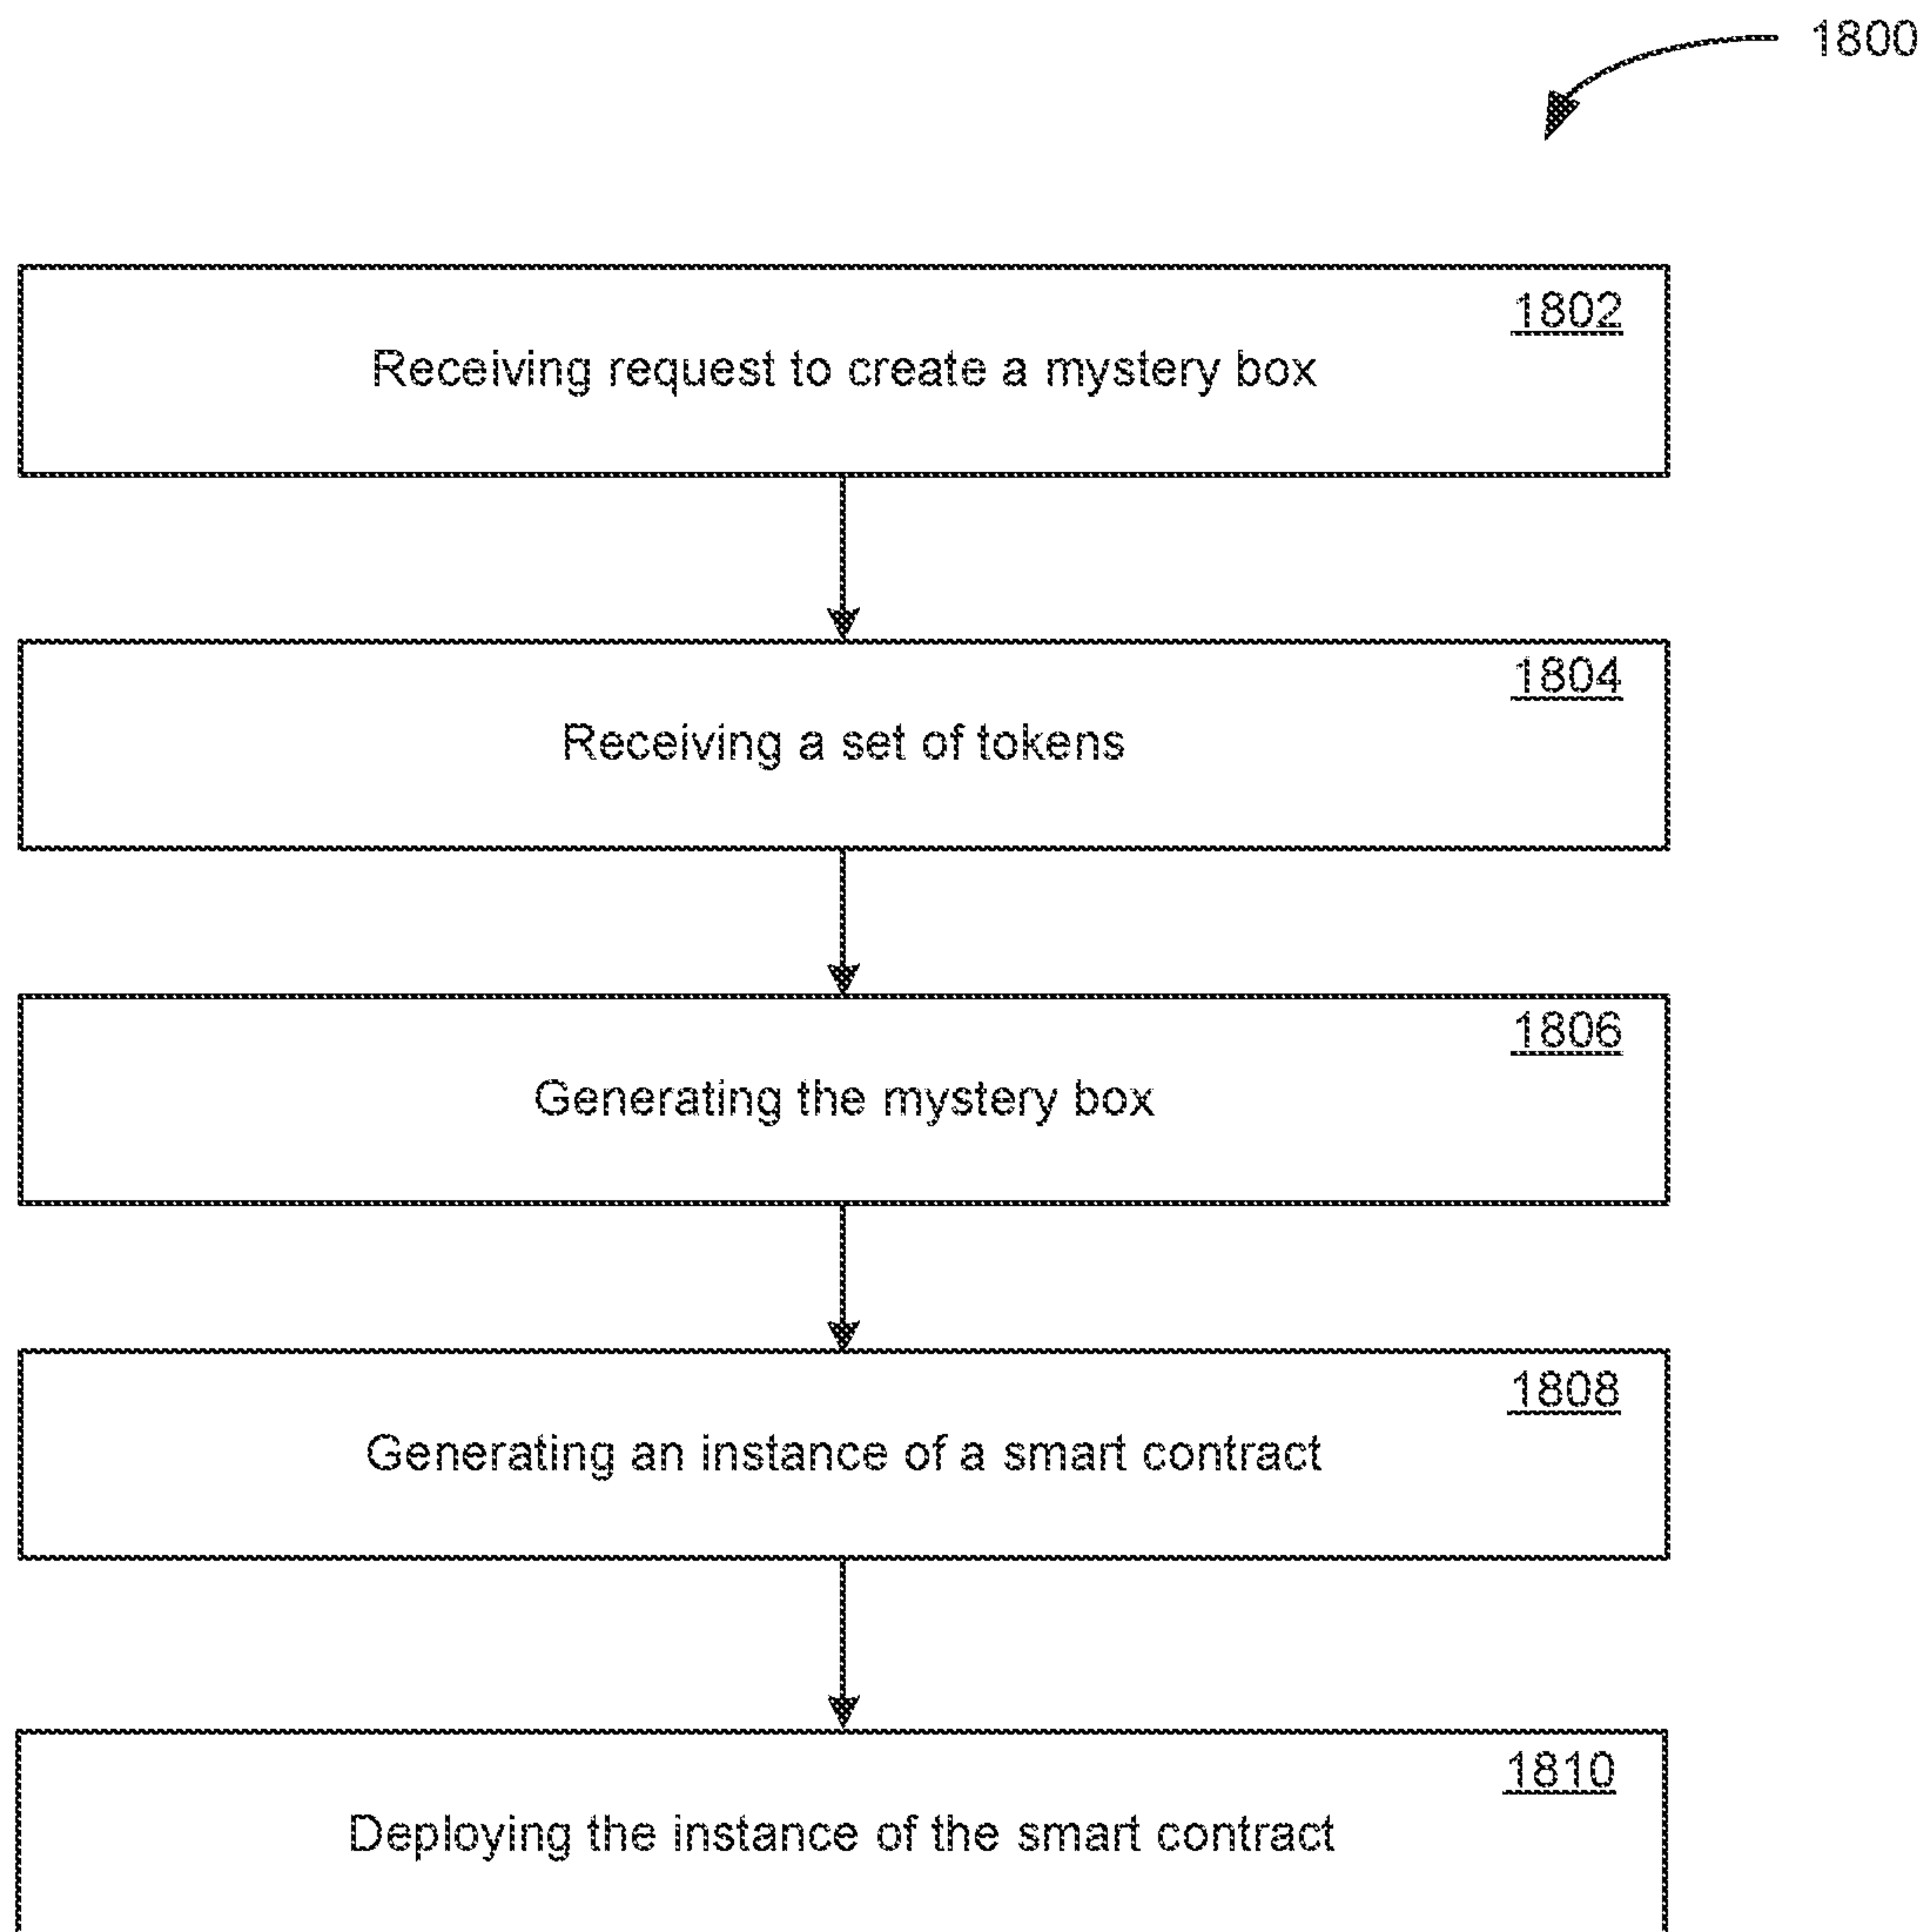 1800
1802
Receiving request to create a mystery box
1804
Receiving a set of tokens
1806
Generating the mystery box
1808
Generating an instance of a smart contract
1810
Deploying the instance of the smart contract